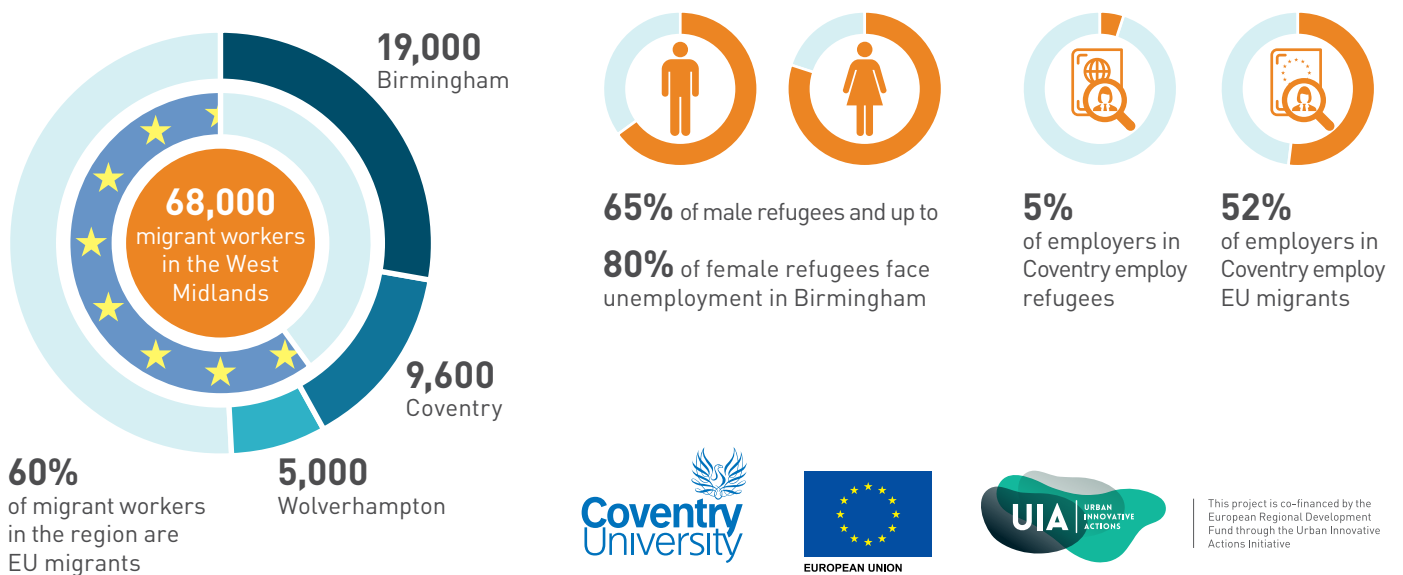 19,000
Birmingham
68,000
migrant workers
in the West
Midlands
9,600
Coventry
5,000
Wolverhampton
60%
of migrant workers
in the region are
EU migrants
65% of male refugees and up to
80% of female refugees face
unemployment in Birmingham
5%
of employers in
Coventry employ
refugees
52%
of employers in
Coventry employ
EU migrants
Coventry
University
EUROPEAN UNION
UIA
URBAN
INNOVATIVE
ACTIONS
This project is co-financed by the
European Regional Development
Fund through the Urban Innovative
Actions Initiative